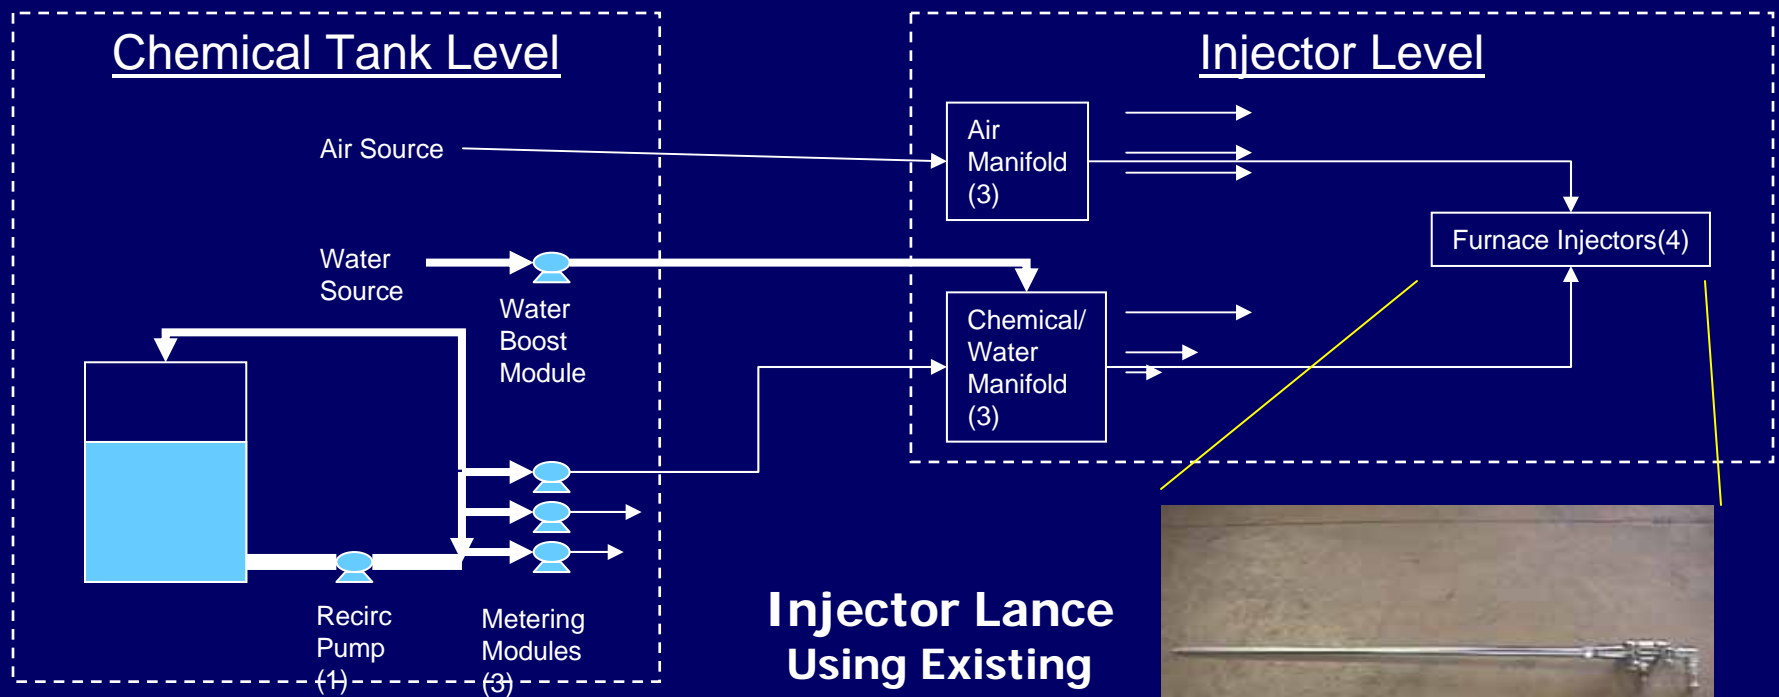 Chemical Tank Level
Injector Level
Air Source
Air
Manifold
(3)
Water
Source
Furnace Injectors(4)
Water
Boost
Module
Chemical/
Water
Manifold
(3)
Recirc
Pump
(1)
Metering
Modules
(3)
Injector Lance
Using Existing